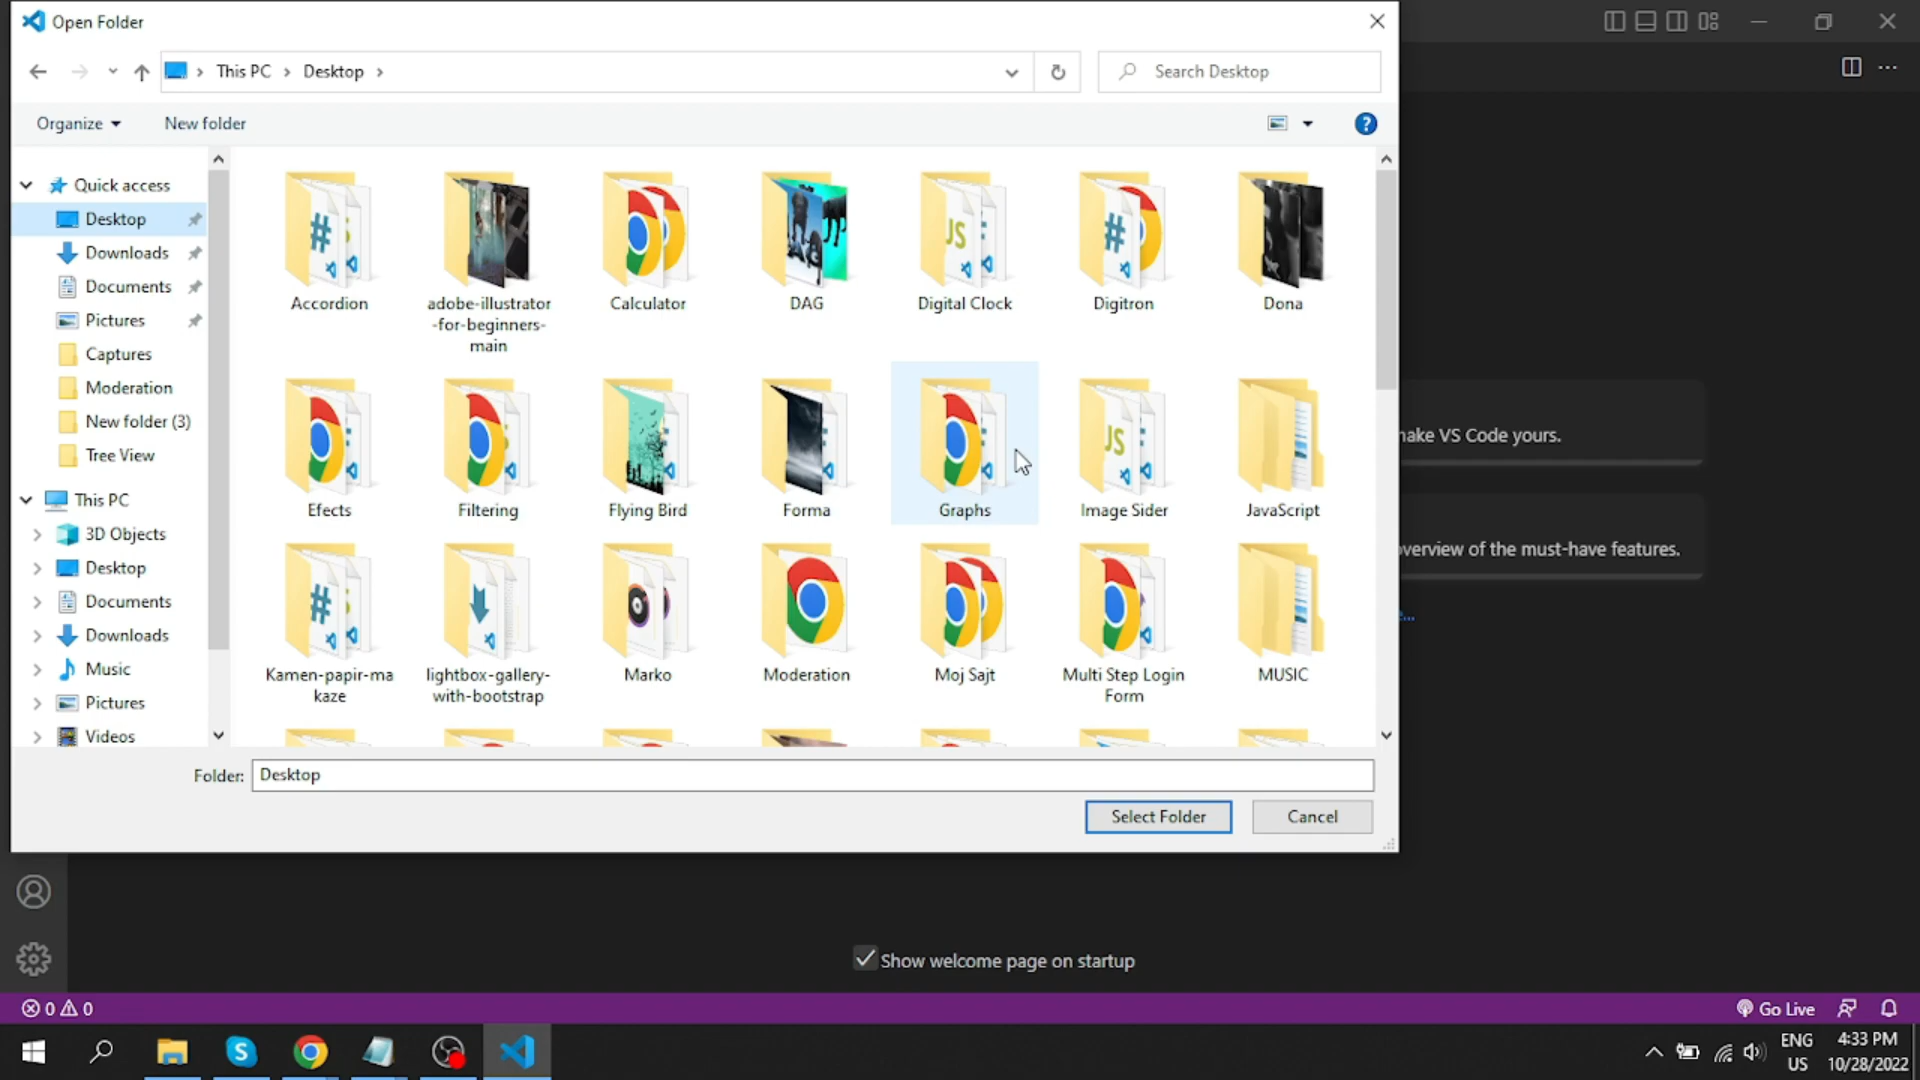 Open Folder
This PC
Desktop
Search Desktop
Organize
New folder
Quick access
Desktop
Downloads
Documents
Pictures
Captures
Moderation
New folder (3)
Tree View
This PC
3D Objects
Desktop
Documents
Downloads
Music
Pictures
Videos
Accordion
adobe-illustrator
-for-beginners-
main
Calculator
DAG
Digital Clock
Digitron
Dona
Efects
Filtering
Flying Bird
Forma
Graphs
Image Sider
JavaScript
Kamen-papir-ma
kaze
lightbox-gallery-
with-bootstrap
Marko
Moderation
Moj Sajt
Multi Step Login
Form
MUSIC
Folder: Desktop
Select Folder
Cancel
make VS Code yours.
overview of the must-have features.
Show welcome page on startup
0 0
Go Live
ENG
US
4:33 PM
10/28/2022